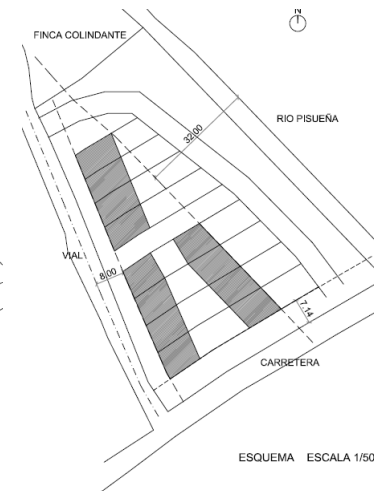 N
FINCA COLINDANTE
RIO PISUEÑA
32.00
VIAL
8.00
7.14
CARRETERA
ESQUEMA ESCALA 1/50